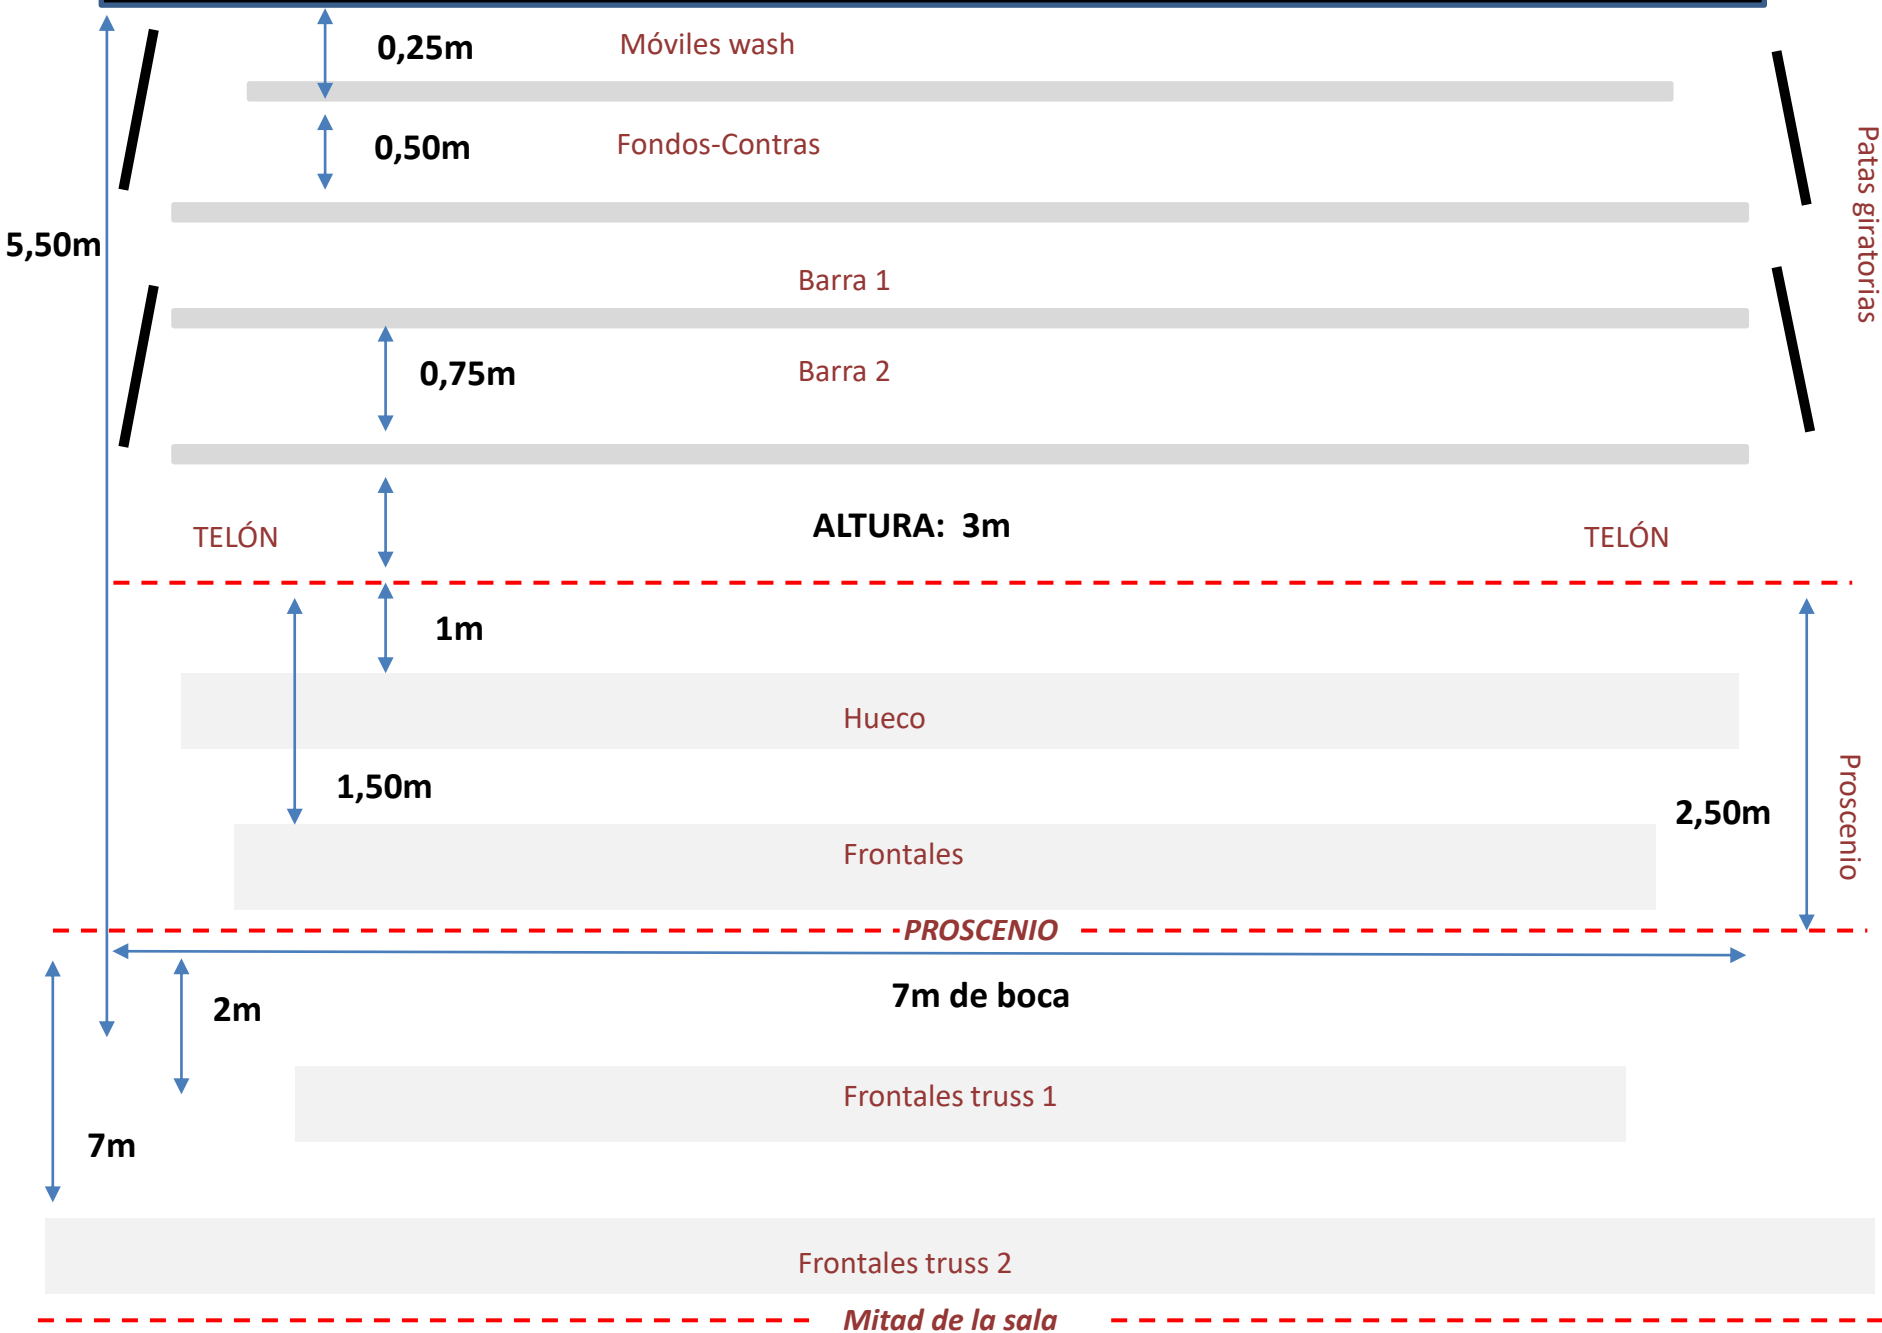 0,25m
Móviles wash
0,50m
Fondos-Contras
Patas giratorias
5,50m
Barra 1
0,75m
Barra 2
ALTURA:  3m
TELÓN
TELÓN
1m
Hueco
1,50m
2,50m
Proscenio
Frontales
PROSCENIO
7m de boca
2m
Frontales truss 1
7m
Frontales truss 2
Mitad de la sala